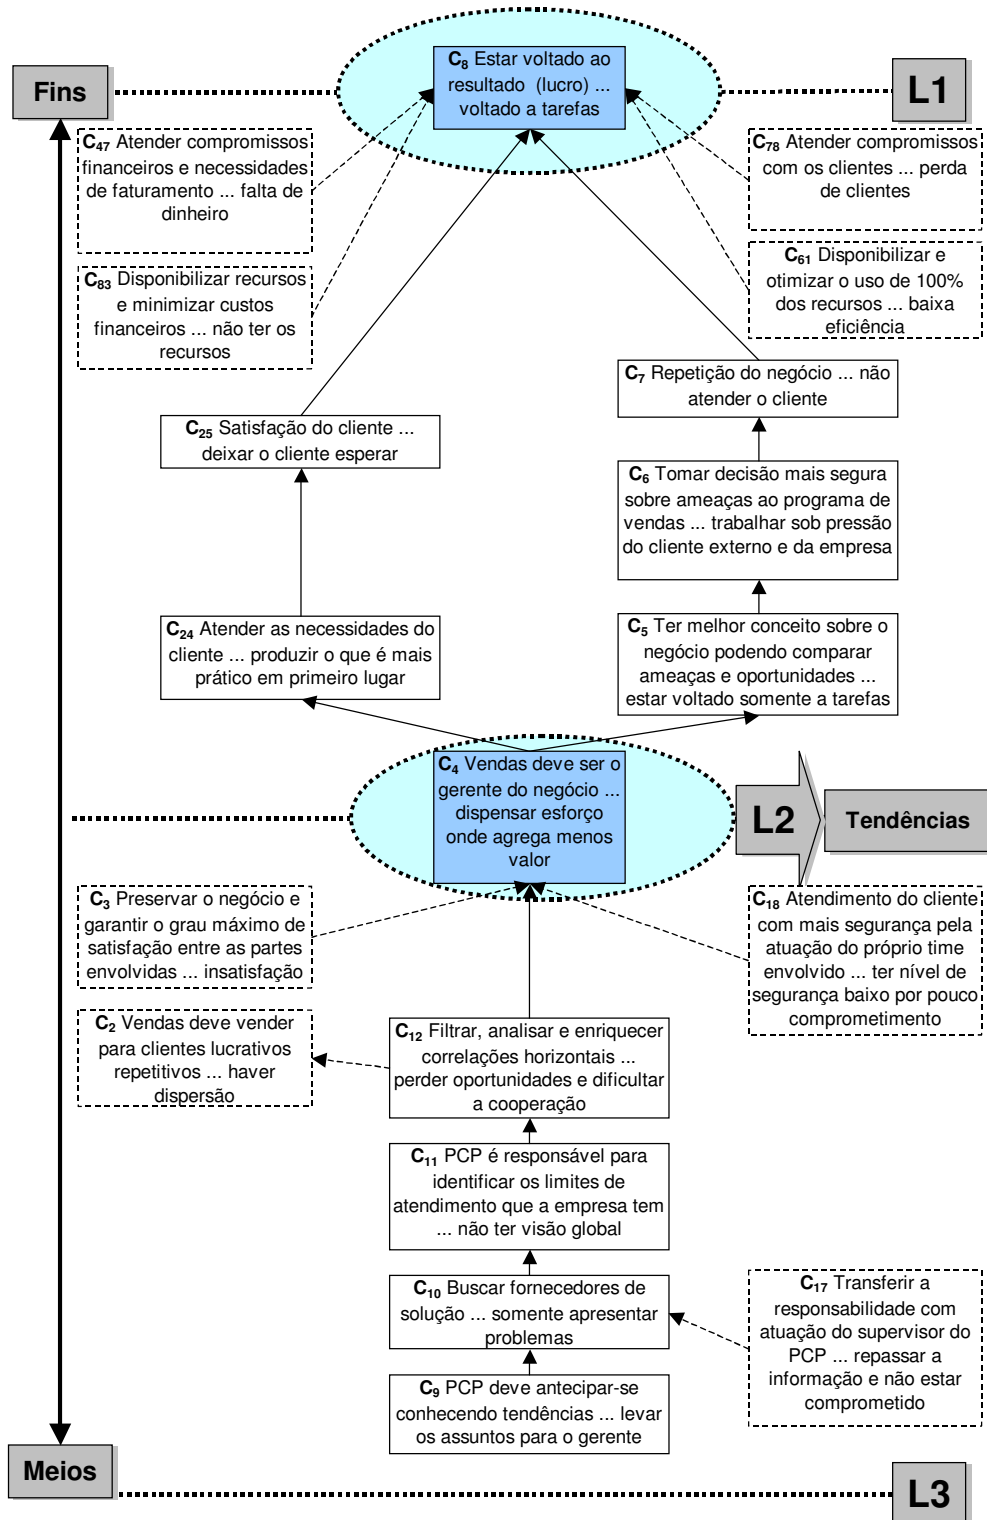 C8 Estar voltado ao
resultado (lucro) ...
voltado a tarefas
Fins
L1
C47 Atender compromissos
financeiros e necessidades
de faturamento ... falta de
dinheiro
C78 Atender compromissos
com os clientes ... perda
de clientes
C83 Disponibilizar recursos
e minimizar custos
financeiros ... não ter os
recursos
C61 Disponibilizar e
otimizar o uso de 100%
dos recursos ... baixa
eficiência
C7 Repetição do negócio ... não
atender o cliente
C25 Satisfação do cliente ...
deixar o cliente esperar
C6 Tomar decisão mais segura
sobre ameaças ao programa de
vendas ... trabalhar sob pressão
do cliente externo e da empresa
C24 Atender as necessidades do
cliente ... produzir o que é mais
prático em primeiro lugar
C5 Ter melhor conceito sobre o
negócio podendo comparar
ameaças e oportunidades ...
estar voltado somente a tarefas
C4 Vendas deve ser o
gerente do negócio ...
dispensar esforço
onde agrega menos
valor
L2
Tendências
C3 Preservar o negócio e
garantir o grau máximo de
satisfação entre as partes
envolvidas ... insatisfação
C18 Atendimento do cliente
com mais segurança pela
atuação do próprio time
envolvido ... ter nível de
segurança baixo por pouco
comprometimento
C2 Vendas deve vender
para clientes lucrativos
repetitivos ... haver
dispersão
C12 Filtrar, analisar e enriquecer
correlações horizontais ...
perder oportunidades e dificultar
a cooperação
C11 PCP é responsável para
identificar os limites de
atendimento que a empresa tem
... não ter visão global
C10 Buscar fornecedores de
solução ... somente apresentar
problemas
C17 Transferir a
responsabilidade com
atuação do supervisor do
PCP ... repassar a
informação e não estar
comprometido
C9 PCP deve antecipar-se
conhecendo tendências ... levar
os assuntos para o gerente
Meios
L3